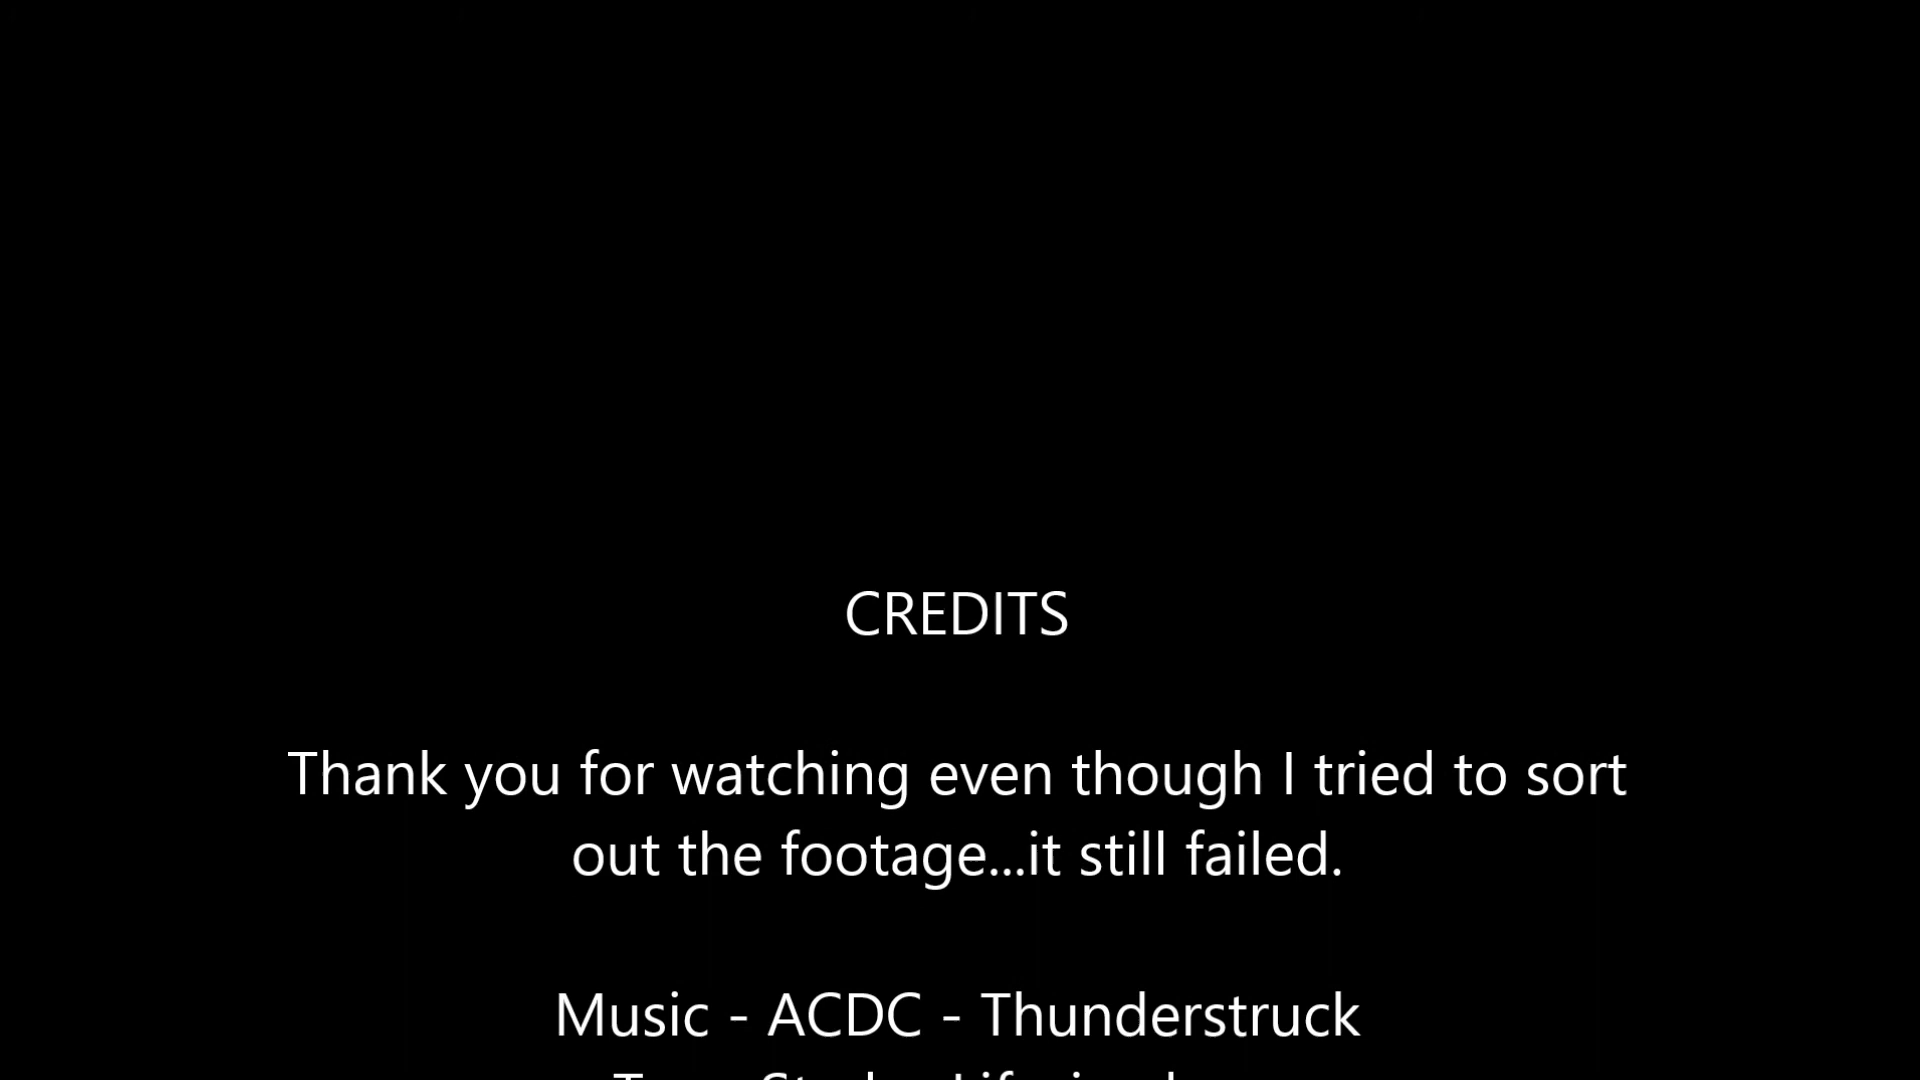 CREDITS
Thank you for watching even though I tried to sort
out the footage...it still failed.
Music - ACDC - Thunderstruck